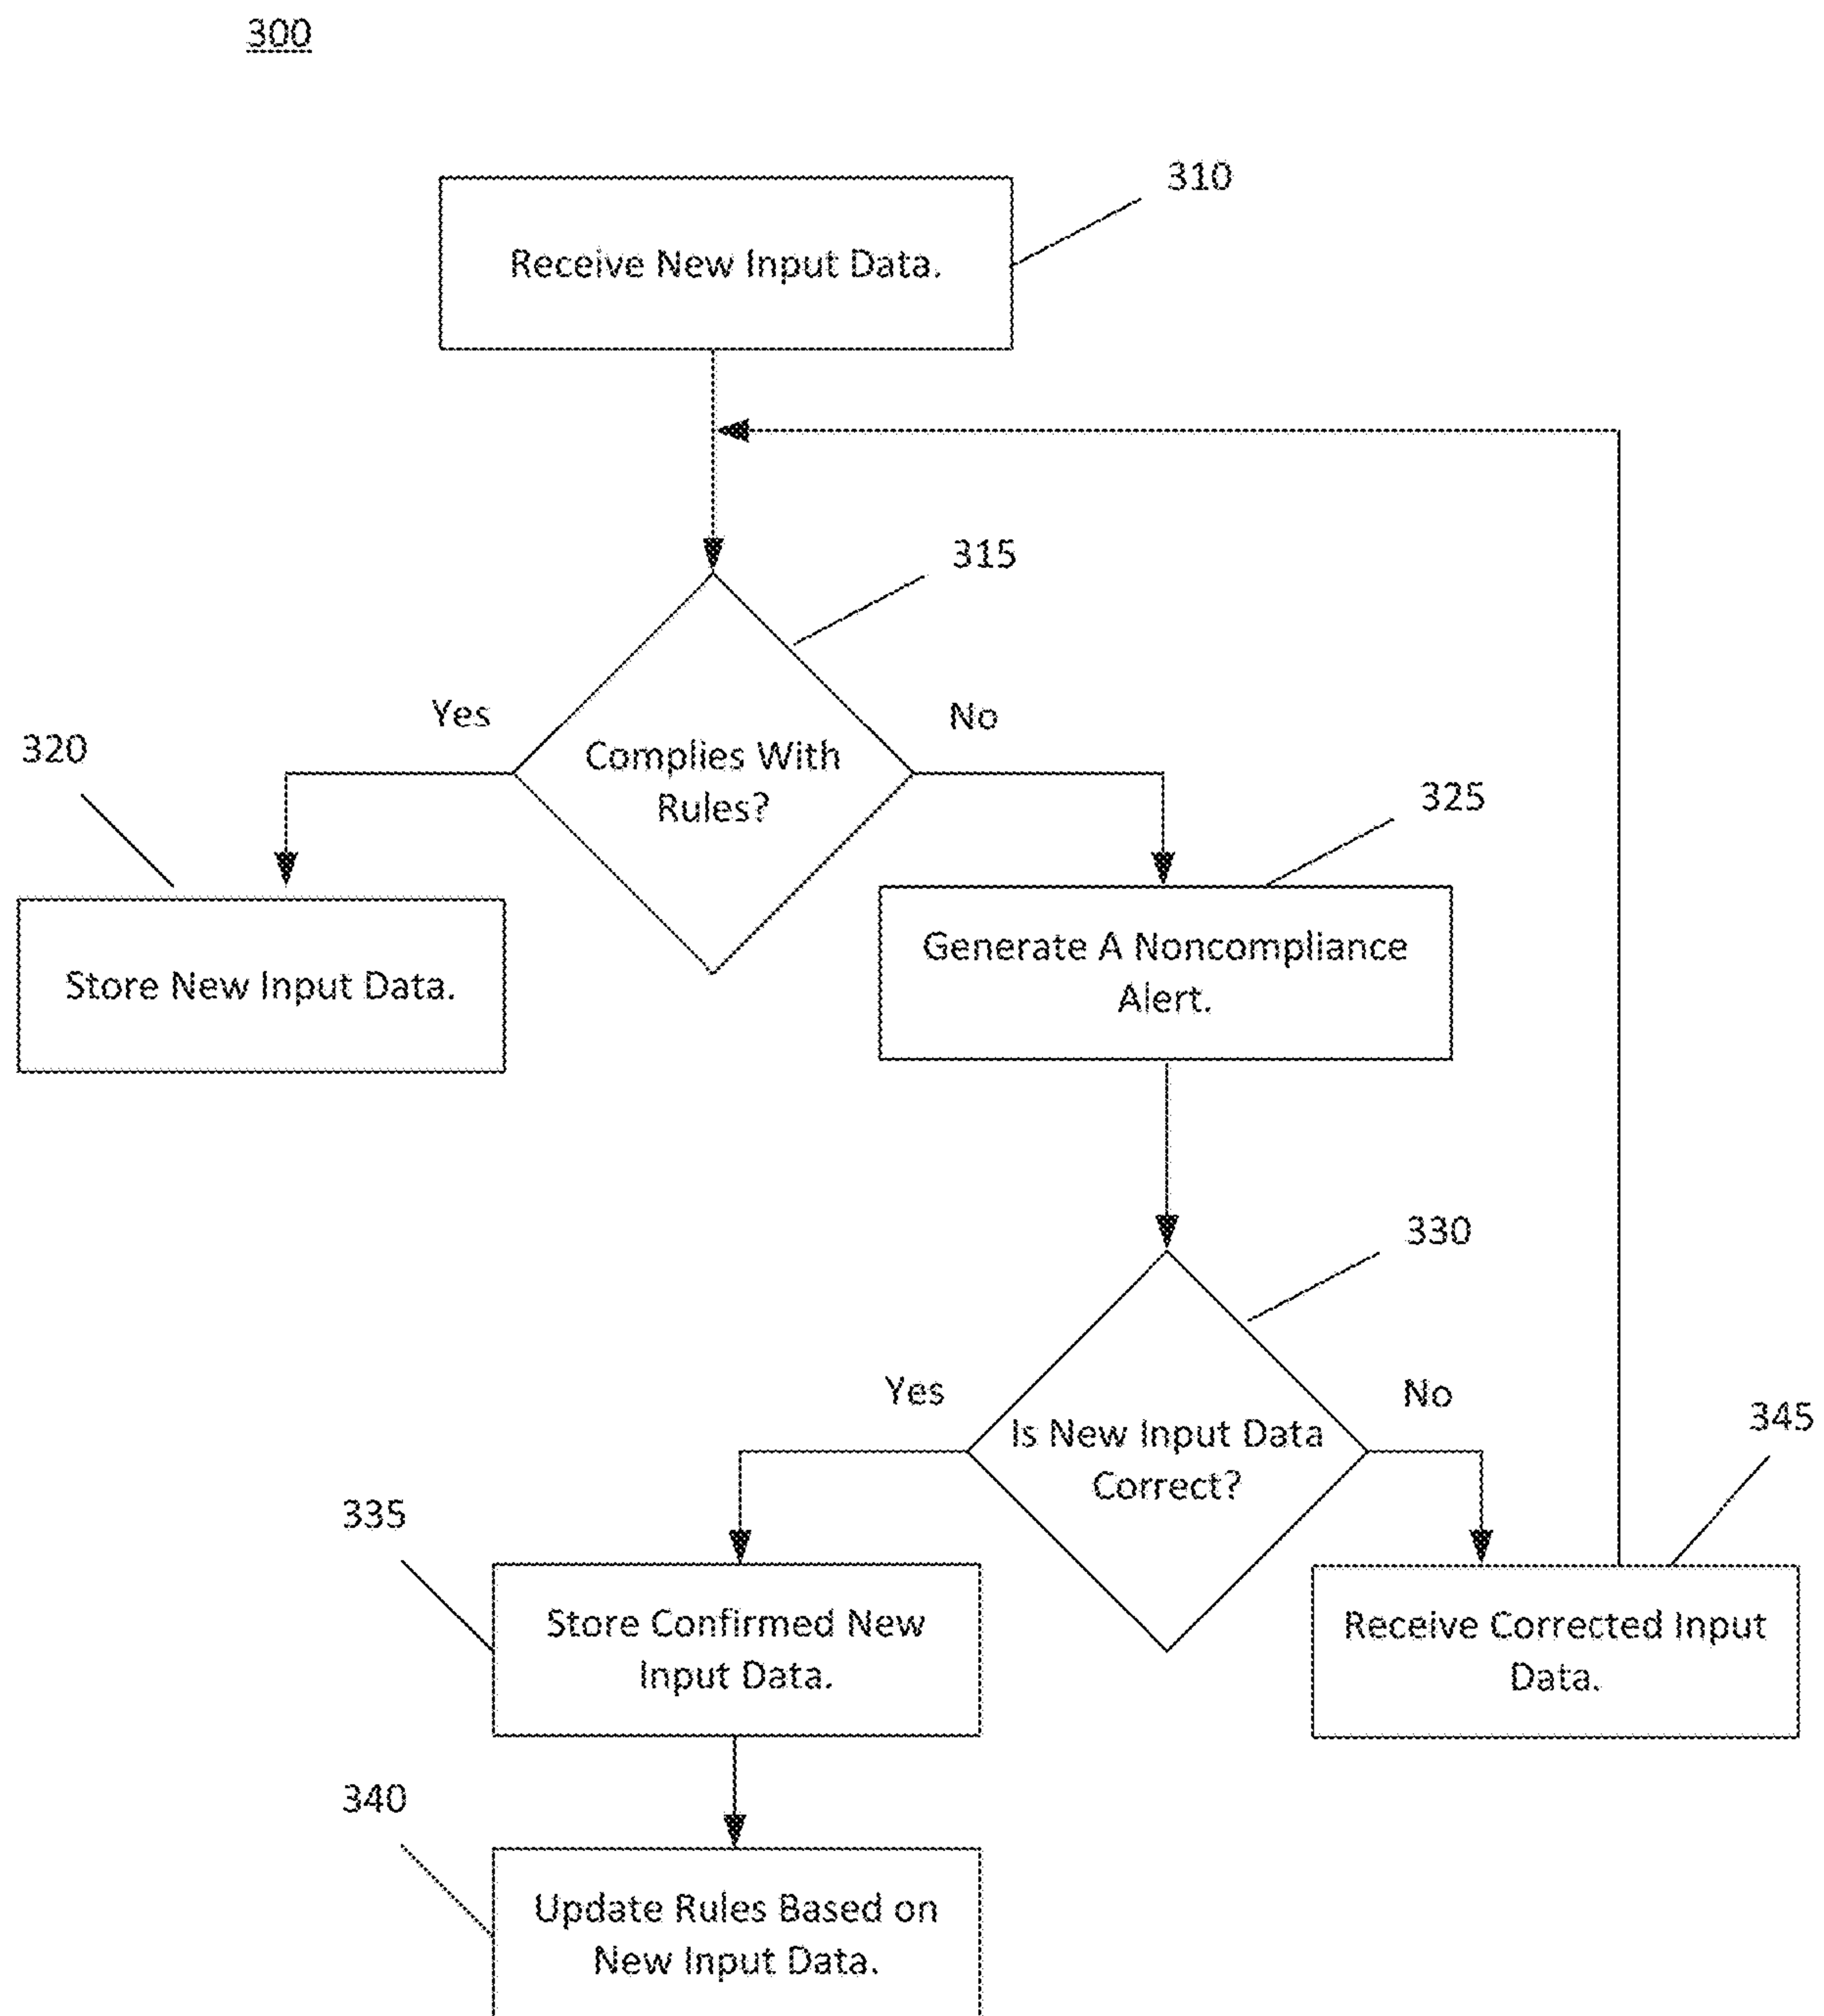 300
310
Receive New Input Data.
315
Yes
No
320
Complies With
Rules?
325
Generate A Noncompliance
Alert.
Store New Input Data.
330
Yes
No
345
Is New Input Data
Correct?
335
Store Confirmed New
Input Data.
Receive Corrected Input
Data.
340
Update Rules Based on
New Input Data.